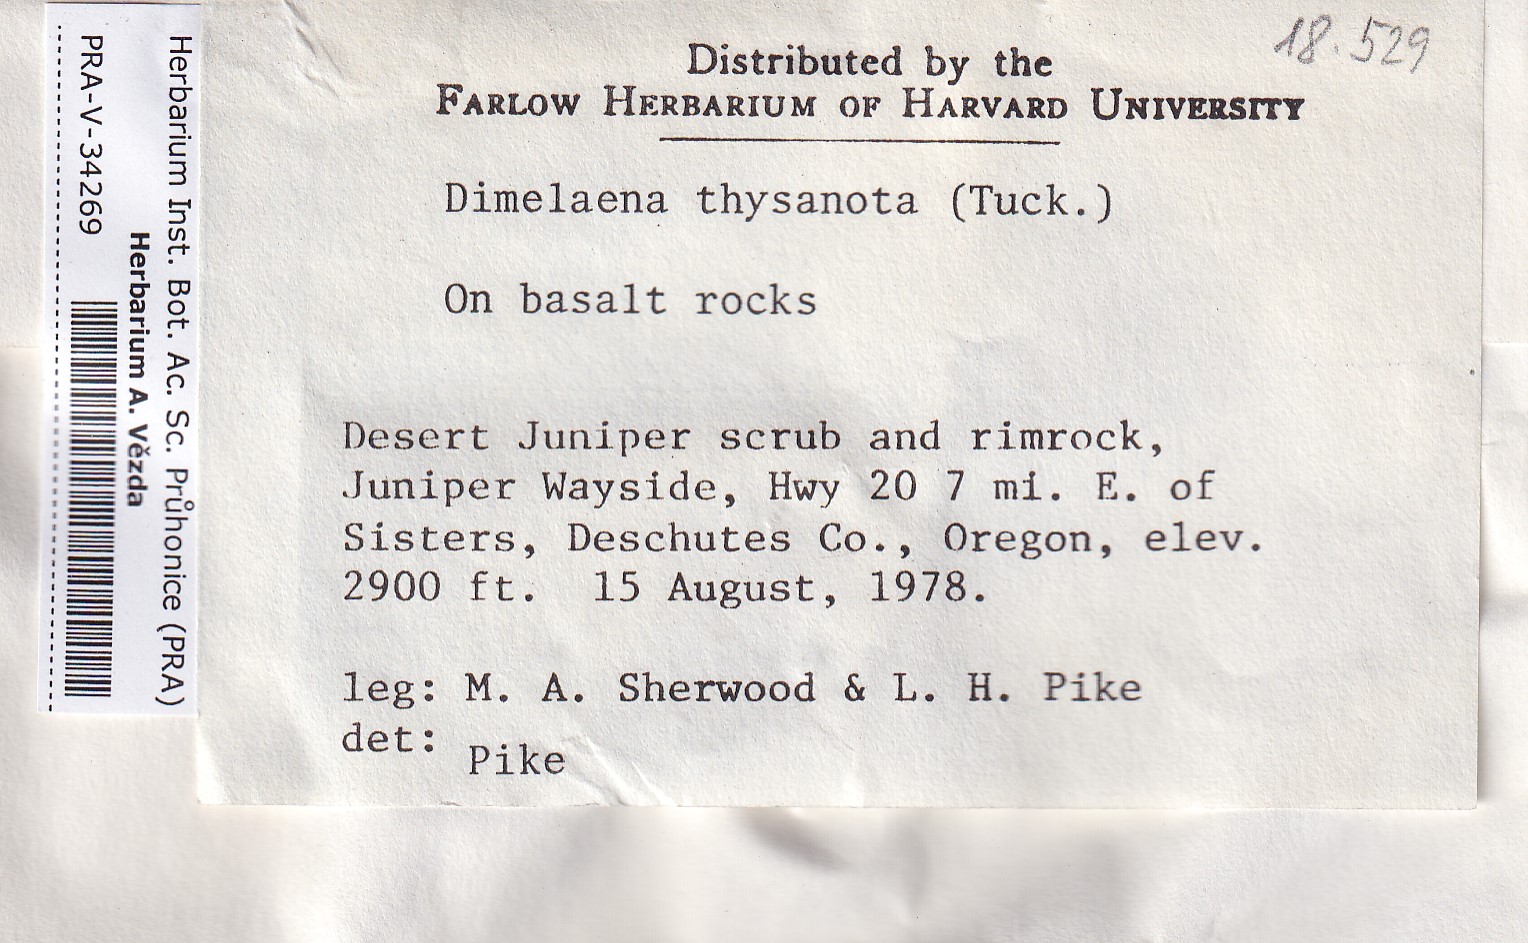 18.529
Distributed by the
FARLOW HERBARIUM OF HARVARD UNIVERSITY
Dimelaena thysanota (Tuck.)
On basalt rocks
Desert Juniper scrub and rimrock,
Juniper Wayside, Hwy 20 7 mi. E. of
Sisters, Deschutes Co., Oregon, elev.
2900 ft. 15 August, 1978.
leg: M. A. Sherwood & L. H. Pike
det: Pike
Herbarium Inst. Bot. Ac. Sc. Průhonice (PRA)
Herbarium A. Vězda
PRA-V-34269